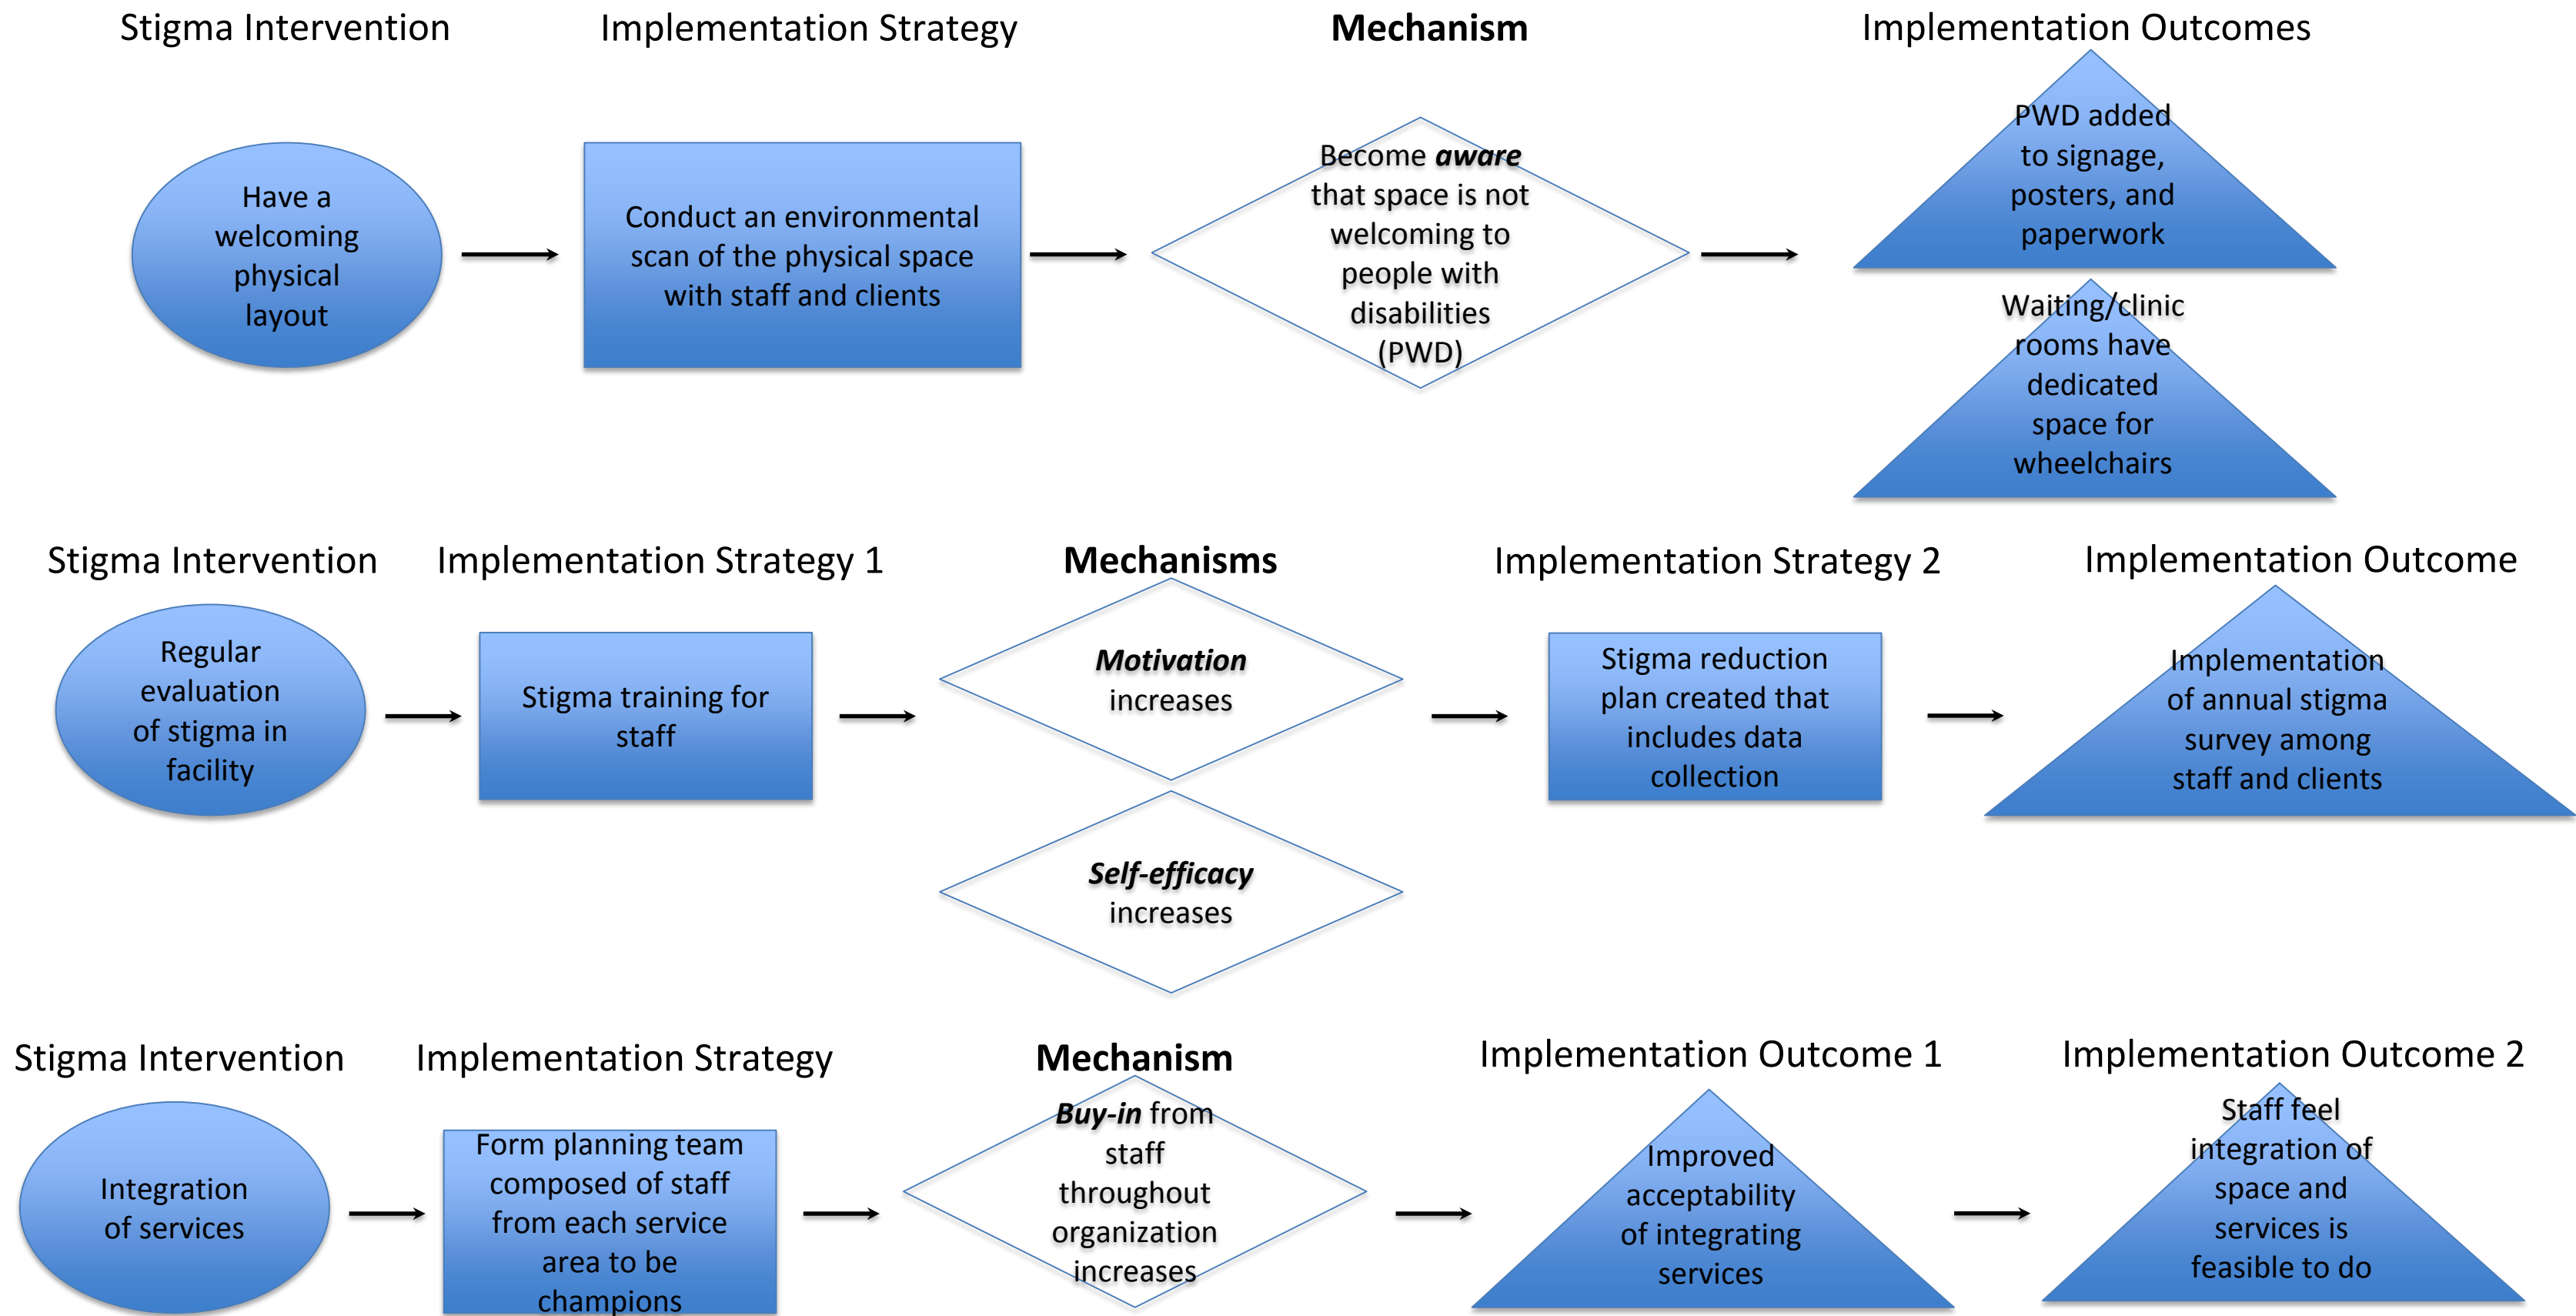 Stigma Intervention
Implementation Strategy
Mechanism
Implementation Outcomes
Have a
welcoming
physical
layout
Conduct an environmental
scan of the physical space
with staff and clients
Become aware
that space is not
welcoming to
people with
disabilities
(PWD)
PWD added
to signage,
posters, and
paperwork
Waiting/clinic
rooms have
dedicated
space for
wheelchairs
Stigma Intervention
Implementation Strategy 1
Mechanisms
Implementation Strategy 2
Implementation Outcome
Regular
evaluation
of stigma in
facility
Stigma training for
staff
Motivation
increases
Self-efficacy
increases
Stigma reduction
plan created that
includes data
collection
Implementation
of annual stigma
survey among
staff and clients
Stigma Intervention
Implementation Strategy
Mechanism
Implementation Outcome 1
Implementation Outcome 2
Integration
of services
Form planning team
composed of staff
from each service
area to be
champions
Buy-in from
staff
throughout
organization
increases
Improved
acceptability
of integrating
services
Staff feel
integration of
space and
services is
feasible to do